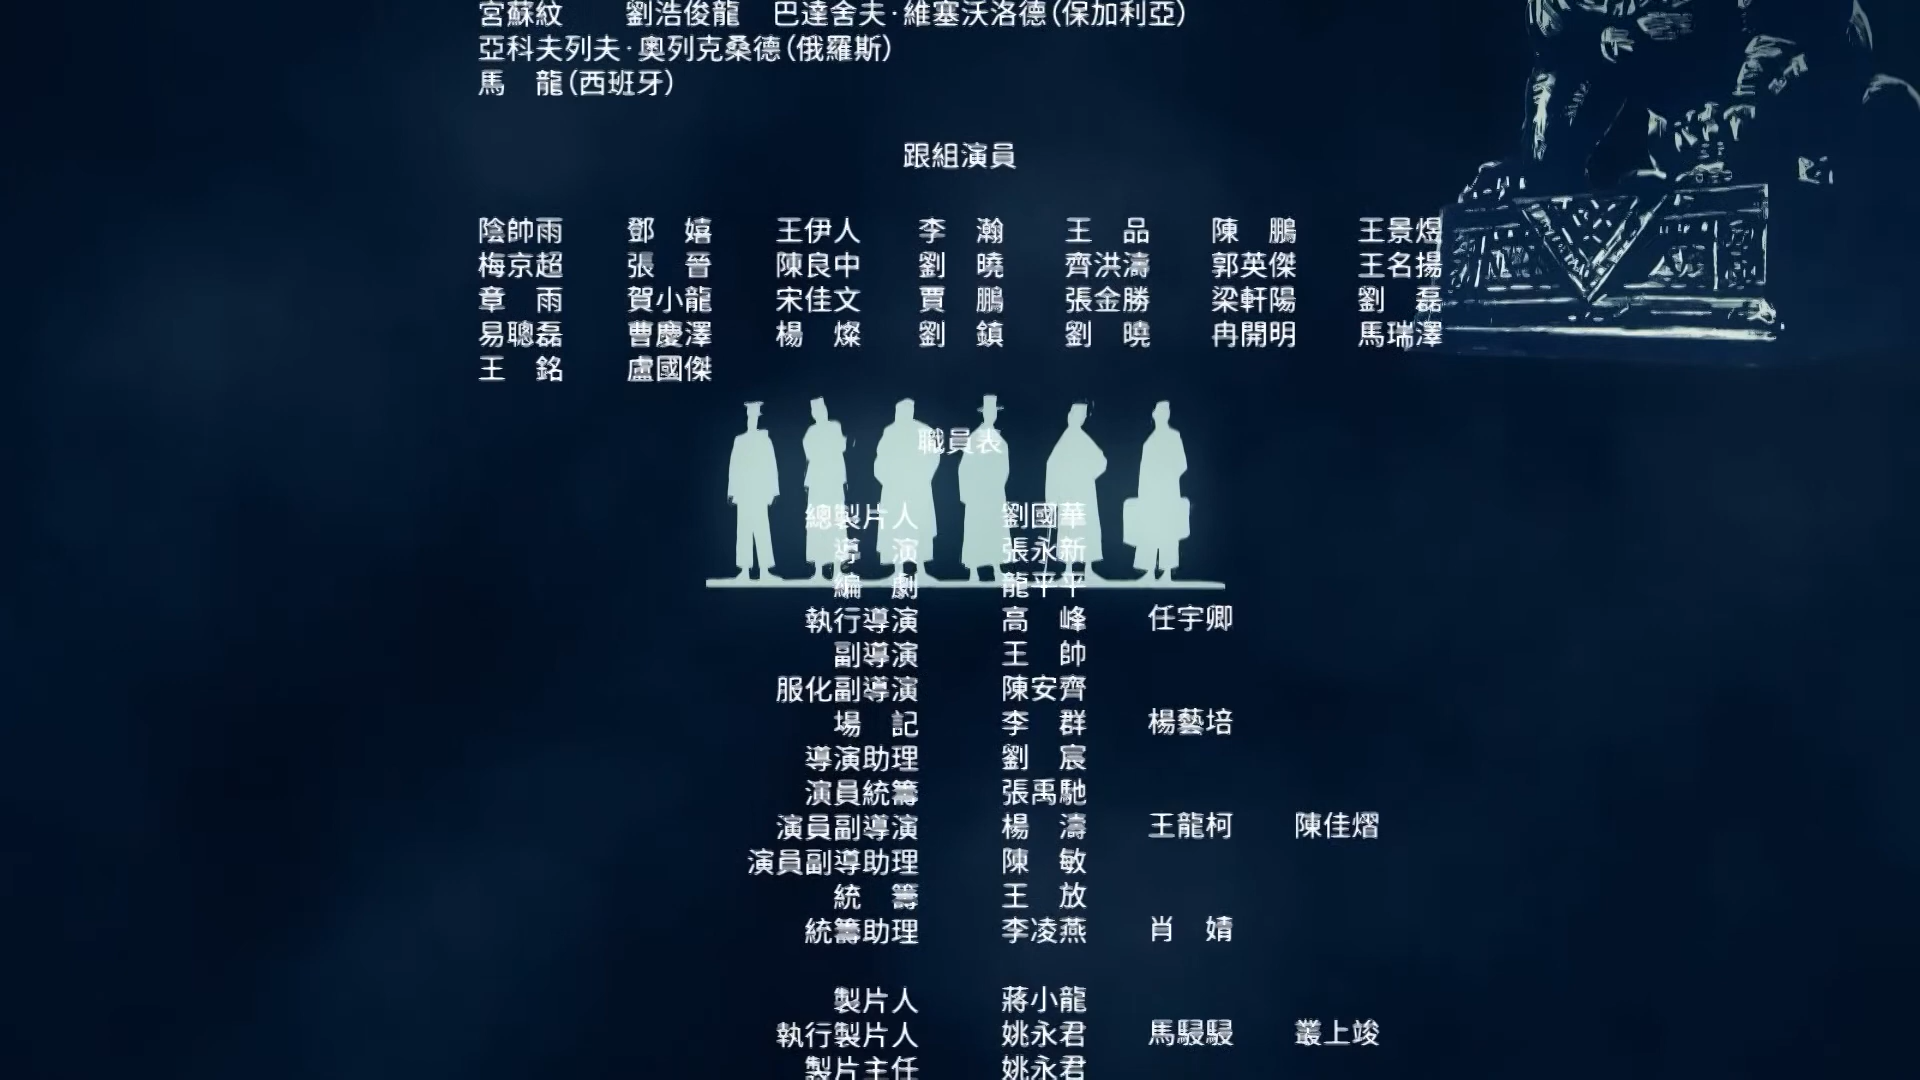 宮蘇紋 劉浩俊龍 巴達舍夫·維塞沃洛德(保加利亞)
亞科夫列夫·奧列克桑德(俄羅斯)
馬 龍(西班牙)
跟組演員
陰帥雨 鄧 嬉 王伊人 李 瀚 王 品 陳 鵬 王景煜
梅京超 張 晉 陳良中 劉 曉 齊洪濤 郭英傑 王名揚
章 雨 賀小龍 宋佳文 賈 鵬 張金勝 梁軒陽 劉 磊
易聰磊 曹慶澤 楊 燦 劉 鎮 劉 曉 冉開明 馬瑞澤
王 銘 盧國傑
職員表
總製片人 劉國華
導 演 張永新
編 劇 龍平平
執行導演 高 峰 任宇卿
副導演 王 帥
服化副導演 陳安齊
場 記 李 群 楊藝培
導演助理 劉 宸
演員統籌 張禹馳
演員副導演 楊 濤 王龍柯 陳佳熠
演員副導助理 陳 敏
統 籌 王 放
統籌助理 李凌燕 肖 婧
製片人 蔣小龍
執行製片人 姚永君 馬駸駸 叢上竣
製片主任 姚永君